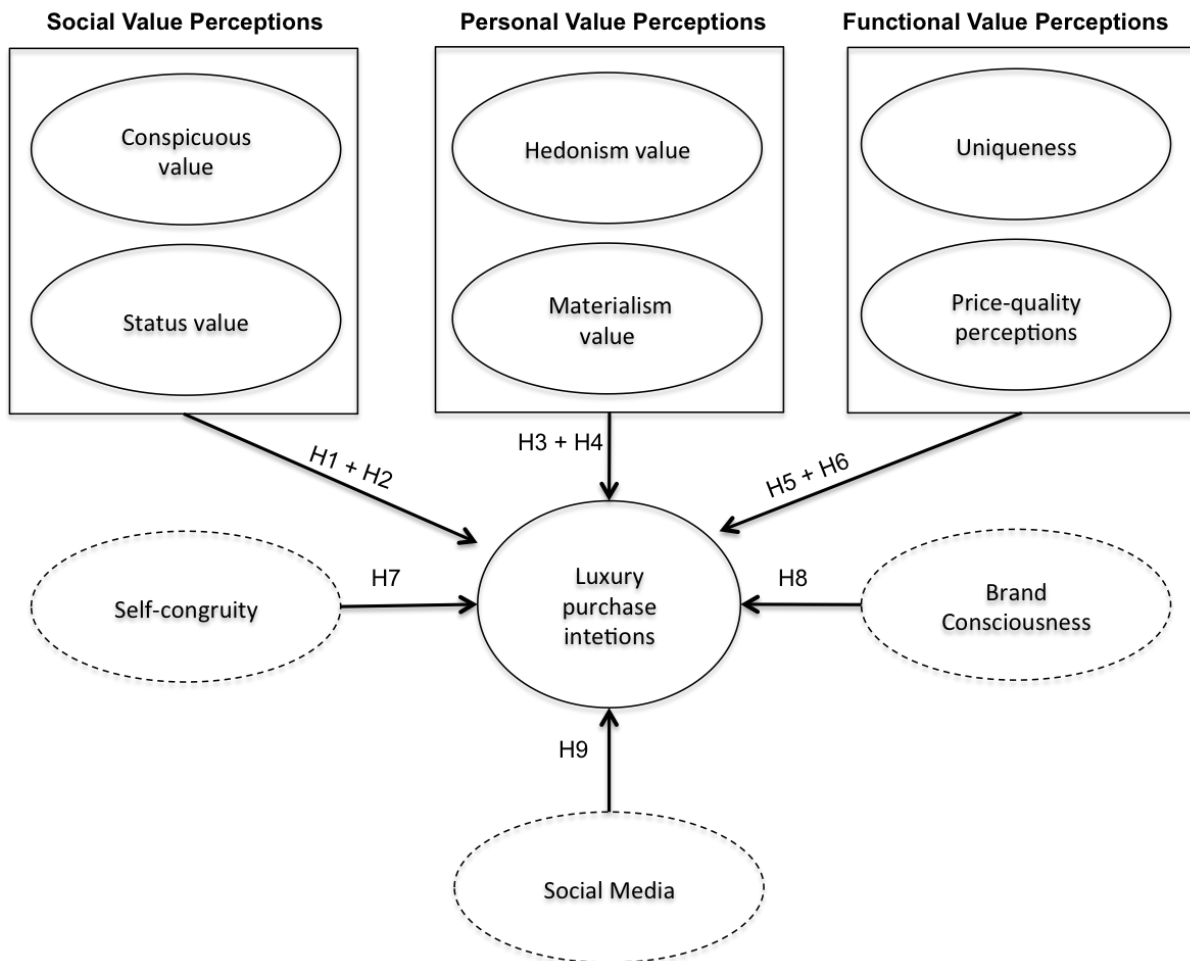 Social Value Perceptions
Personal Value Perceptions
Functional Value Perceptions
Conspicuous
value
Hedonism value
Uniqueness
Status value
Materialism
value
Price-quality
perceptions
H1 + H2
H3 + H4
H5 + H6
Self-congruity
H7
Luxury
purchase
intetions
H8
Brand
Consciousness
H9
Social Media